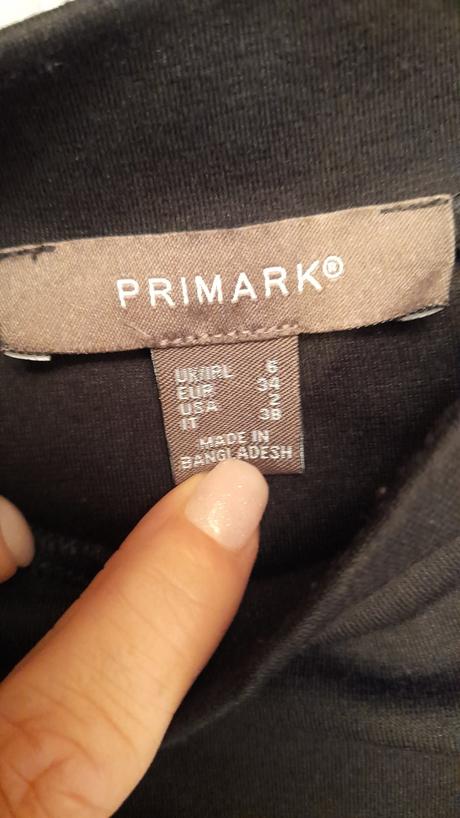 PRIMARK®
UK/IRL 6
EUR 34
USA 2
IT 38
MADE IN
BANGLADESH